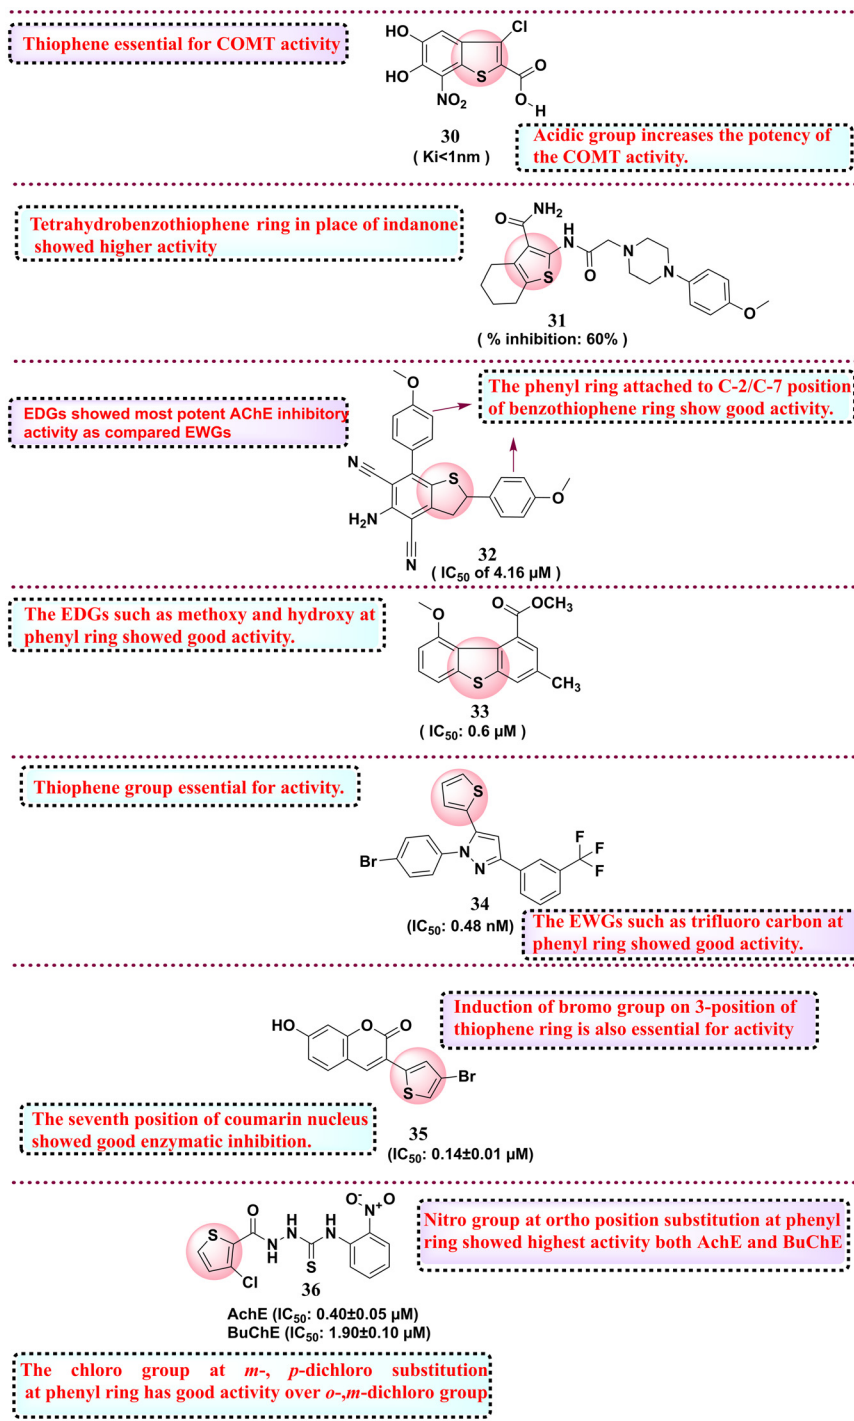 Thiophene essential for COMT activity
HO
Cl
HO
S
O
NO2
O
H
30
( Ki<1nm )
Acidic group increases the potency of
the COMT activity.
Tetrahydrobenzothiophene ring in place of indanone
showed higher activity
O
NH2
H
N
S
O
N
N
O
31
( % inhibition: 60% )
O
The phenyl ring attached to C-2/C-7 position
of benzothiophene ring show good activity.
EDGs showed most potent AChE inhibitory
activity as compared EWGs
N
S
H2N
O
N
32
( IC50 of 4.16 µM )
The EDGs such as methoxy and hydroxy at
phenyl ring showed good activity.
O
O
OCH3
S
CH3
33
( IC50: 0.6 µM )
Thiophene group essential for activity.
S
Br
N
N
F
F
F
34
(IC50: 0.48 nM)
The EWGs such as trifluoro carbon at
phenyl ring showed good activity.
Induction of bromo group on 3-position of
thiophene ring is also essential for activity
HO
O
O
Br
S
The seventh position of coumarin nucleus
showed good enzymatic inhibition.
35
(IC50: 0.14±0.01 µM)
O-
N+
O
S
O
H
N
N
H
H
N
S
Cl
36
Nitro group at ortho position substitution at phenyl
ring showed highest activity both AchE and BuChE
AchE (IC50: 0.40±0.05 µM)
BuChE (IC50: 1.90±0.10 µM)
The chloro group at m-, p-dichloro substitution
at phenyl ring has good activity over o-,m-dichloro group